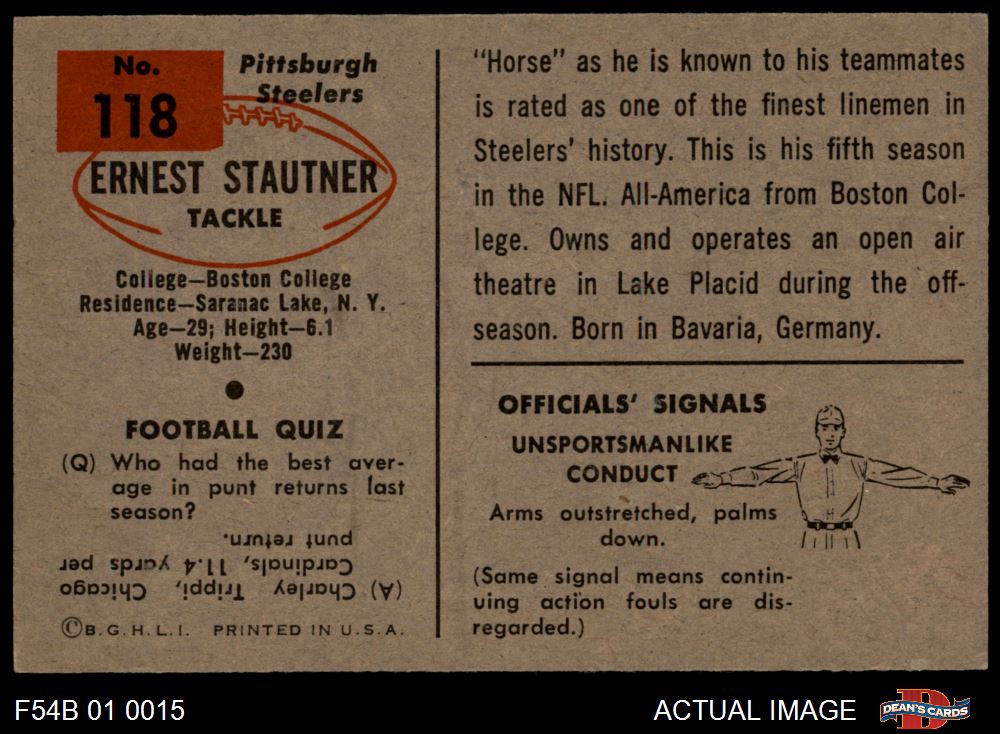 No.
118
Pittsburgh
Steelers
ERNEST STAUTNER
TACKLE
College—Boston College
Residence—Saranac Lake, N. Y.
Age—29; Height—6.1
Weight—230
FOOTBALL QUIZ
(Q) Who had the best aver-
age in punt returns last
season?
(A) Charley Trippi, Chicago
Cardinals, 11.4 yards per
punt return.
©B.G.H.L.I. PRINTED IN U.S.A.
"Horse" as he is known to his teammates
is rated as one of the finest linemen in
Steelers' history. This is his fifth season
in the NFL. All-America from Boston Col-
lege. Owns and operates an open air
theatre in Lake Placid during the off-
season. Born in Bavaria, Germany.
OFFICIALS' SIGNALS
UNSPORTSMANLIKE
CONDUCT
Arms outstretched, palms
down.
(Same signal means contin-
uing action fouls are dis-
regarded.)
F54B 01 0015
ACTUAL IMAGE
D
DEAN'S CARDS